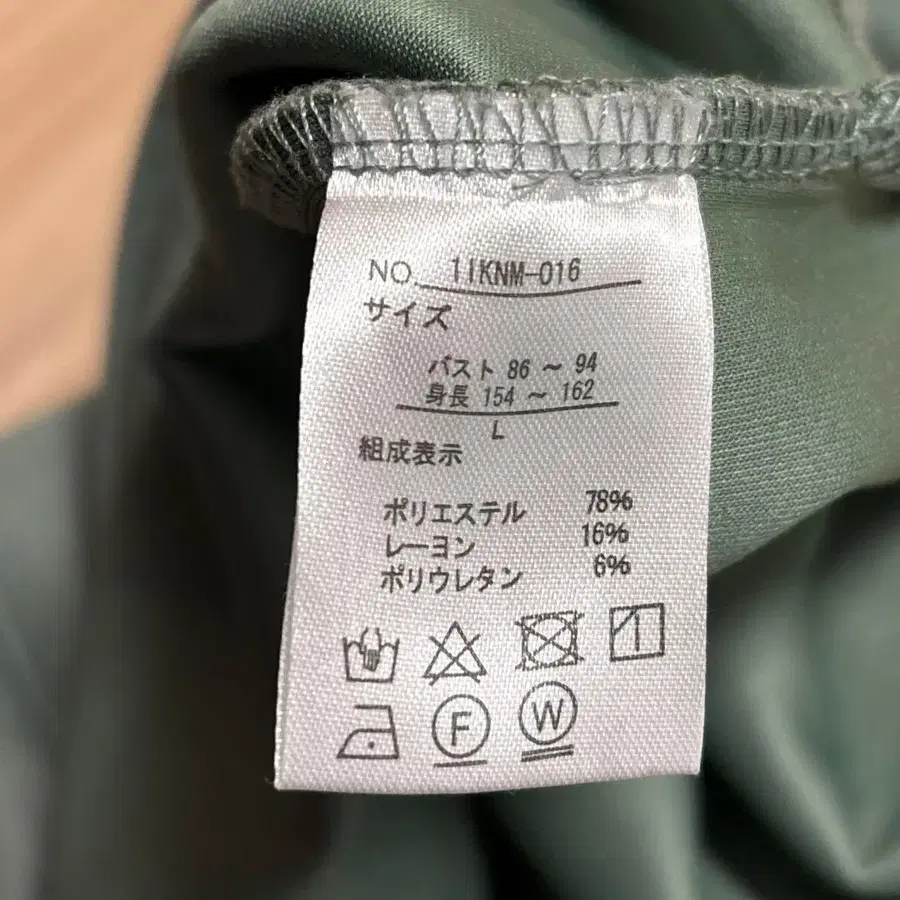 NO. 11KNM-016
サイズ
バスト 86 ~ 94
身長 154 ~ 162
L
組成表示
ポリエステル 78%
レーヨン 16%
ポリウレタン 6%
F W